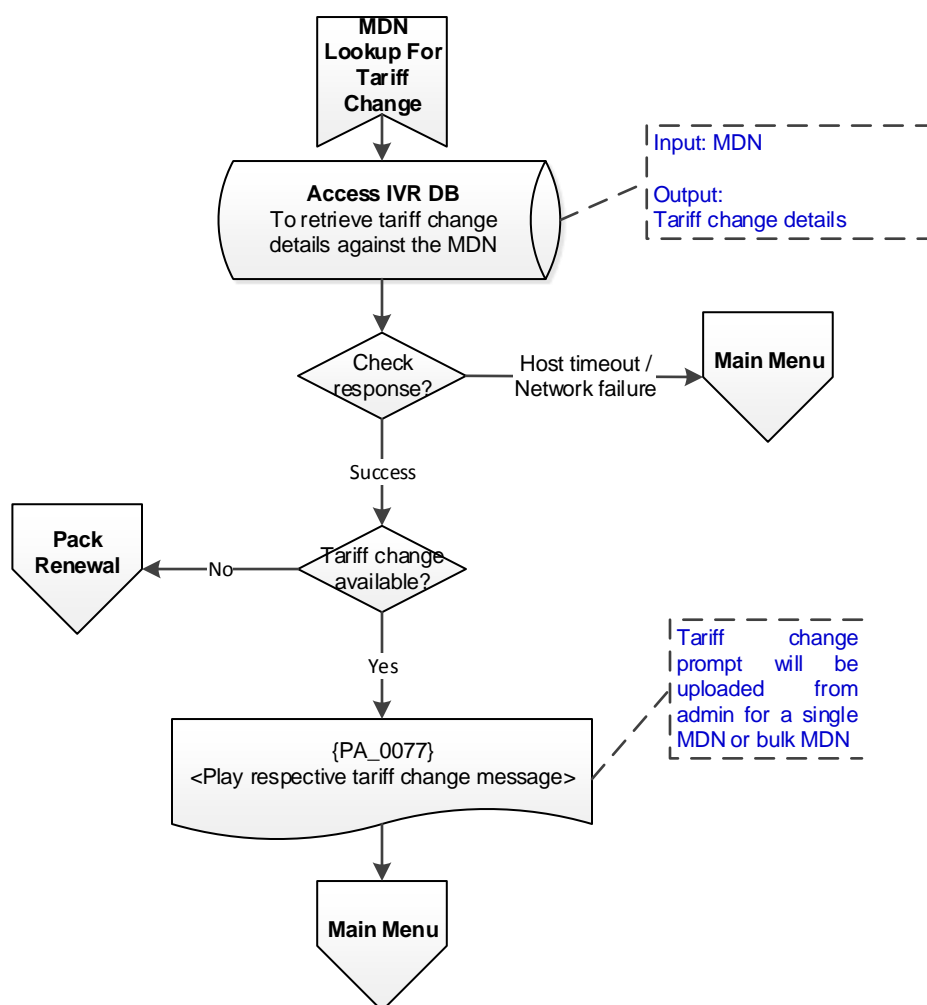 MDN
Lookup For
Tariff
Change
Access IVR DB
To retrieve tariff change
details against the MDN
Input: MDN
Output:
Tariff change details
Check
response?
Host timeout /
Network failure
Main Menu
Success
Pack
Renewal
No
Tariff change
available?
Yes
Tariff change
prompt will be
uploaded from
admin for a single
MDN or bulk MDN
{PA_0077}
<Play respective tariff change message>
Main Menu